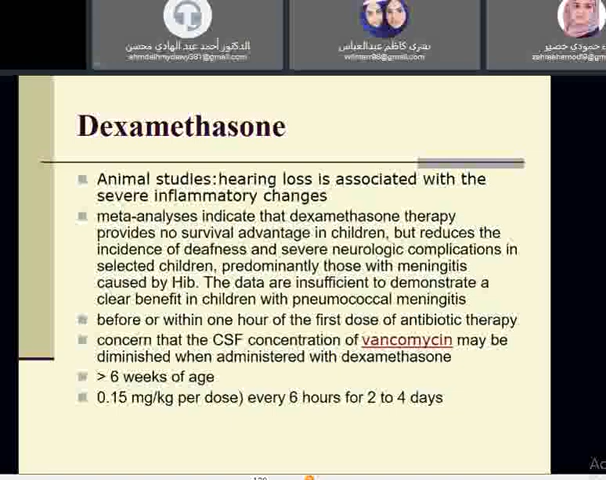 الدكتور أحمد عبد الهادي محسن
بشرى كاظم عبدالعباس
حمودي خضير
Dexamethasone
Animal studies:hearing loss is associated with the
severe inflammatory changes
meta-analyses indicate that dexamethasone therapy
provides no survival advantage in children, but reduces the
incidence of deafness and severe neurologic complications in
selected children, predominantly those with meningitis
caused by Hib. The data are insufficient to demonstrate a
clear benefit in children with pneumococcal meningitis
before or within one hour of the first dose of antibiotic therapy
concern that the CSF concentration of vancomycin may be
diminished when administered with dexamethasone
> 6 weeks of age
0.15 mg/kg per dose) every 6 hours for 2 to 4 days